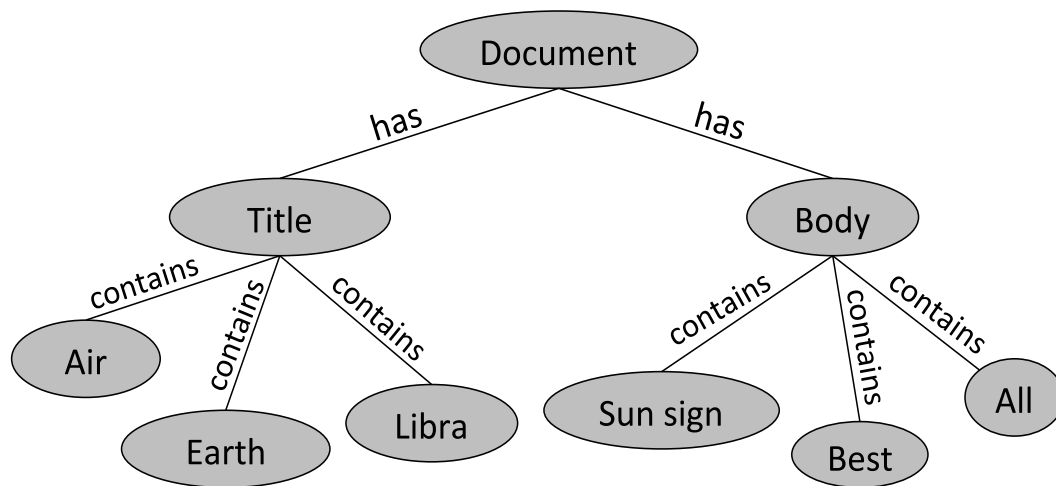 Document
has
has
Title
Body
contains
contains
contains
contains
contains
contains
Air
Earth
Libra
Sun sign
Best
All